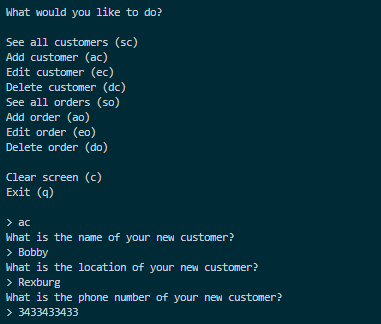 What would you like to do?
See all customers (sc)
Add customer (ac)
Edit customer (ec)
Delete customer (dc)
See all orders (so)
Add order (ao)
Edit order (eo)
Delete order (do)
Clear screen (c)
Exit (q)
> ac
What is the name of your new customer?
> Bobby
What is the location of your new customer?
> Rexburg
What is the phone number of your new customer?
> 3433433433